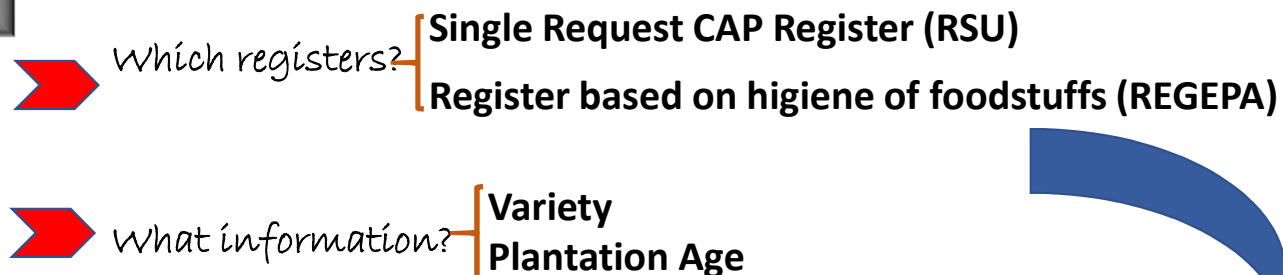 Single Request CAP Register (RSU)
Which registers?
Register based on higiene of foodstuffs (REGEPA)
Variety
What information?
Plantation Age